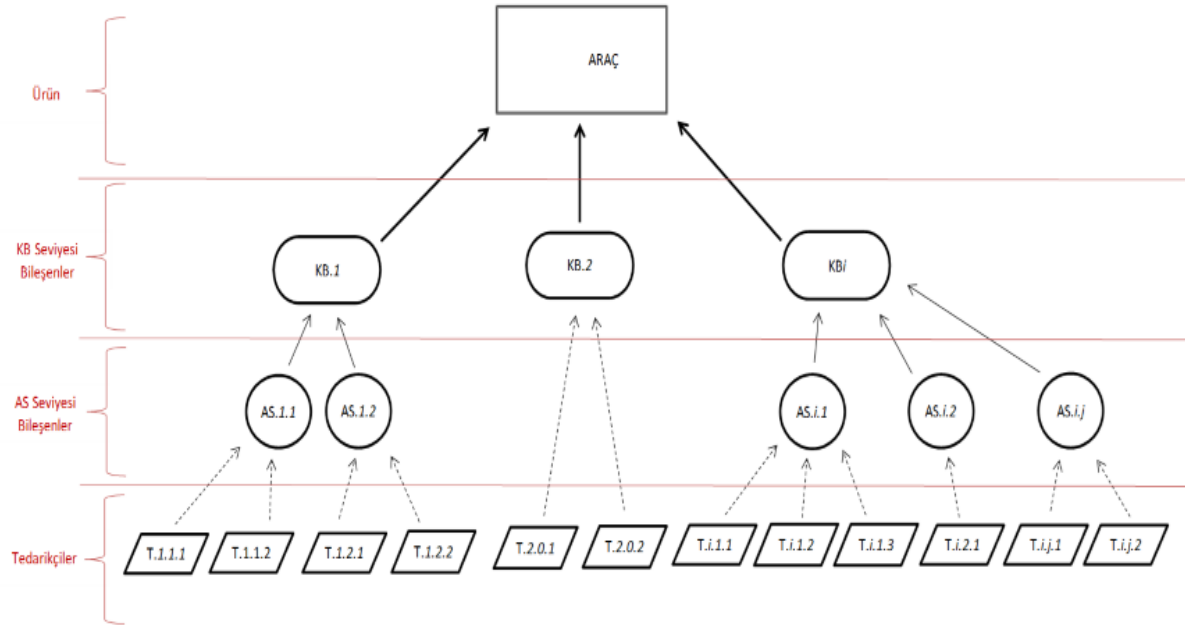 ARAÇ
Ürün
KB Seviyesi
Bileşenler
KB.1
KB.2
KBi
AS Seviyesi
Bileşenler
AS.1.1
AS.1.2
AS.i.1
AS.i.2
AS.i.j
Tedarikçiler
T.1.1.1
T.1.1.2
T.1.2.1
T.1.2.2
T.2.0.1
T.2.0.2
T.i.1.1
T.i.1.2
T.i.1.3
T.i.2.1
T.i.j.1
T.i.j.2